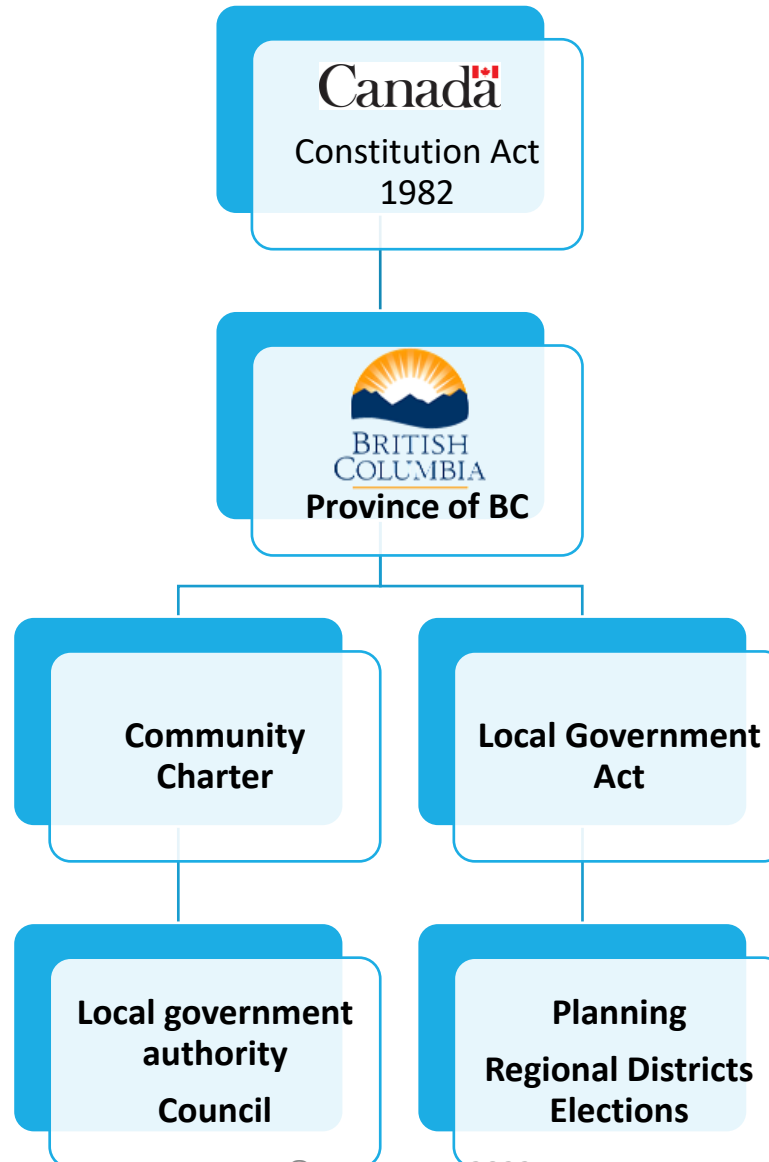 Canada
Constitution Act
1982
BRITISH
COLUMBIA
Province of BC
Community
Charter
Local Government
Act
Local government
authority
Council
Planning
Regional Districts
Elections